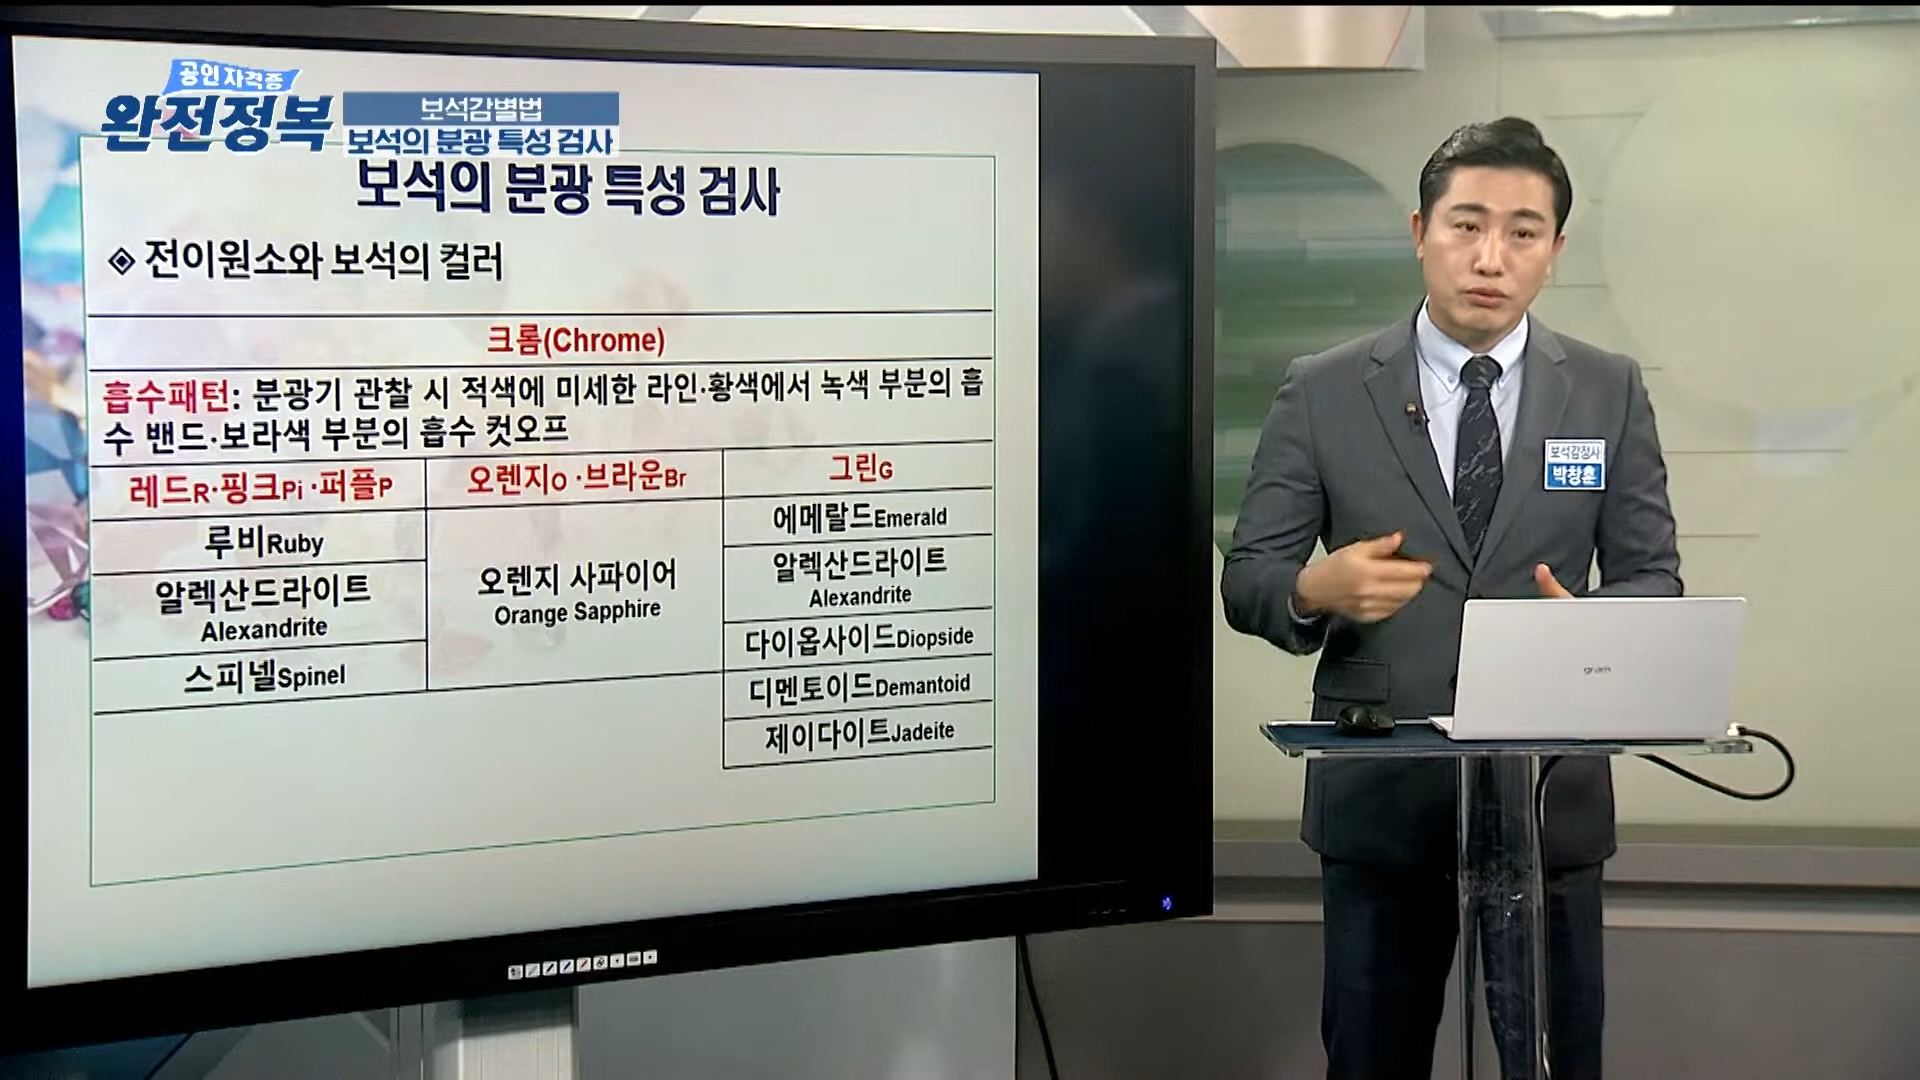 공인 자격증
완전정복
보석감별법
보석의 분광 특성 검사
보석의 분광 특성 검사
◈ 전이원소와 보석의 컬러
크롬(Chrome)
흡수패턴: 분광기 관찰 시 적색에 미세한 라인·황색에서 녹색 부분의 흡
수 밴드·보라색 부분의 흡수 컷오프
레드R·핑크Pi·퍼플P
오렌지O·브라운Br
그린G
루비Ruby
알렉산드라이트
Alexandrite
스피넬Spinel
오렌지 사파이어
Orange Sapphire
에메랄드Emerald
알렉산드라이트
Alexandrite
다이옵사이드Diopside
디멘토이드Demantoid
제이다이트Jadeite
보석감정사
박창훈
gram